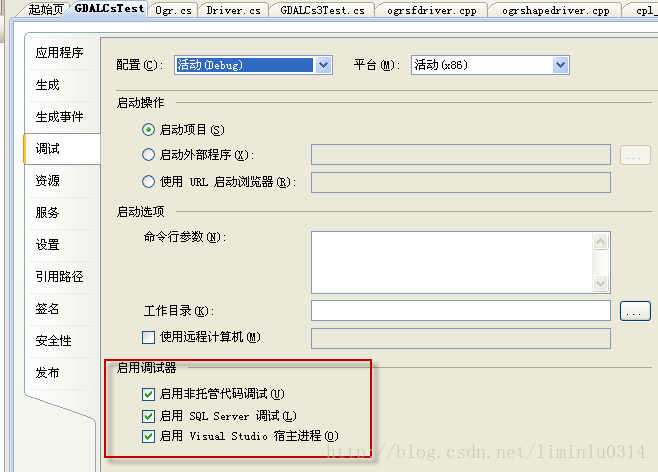 起始页 GDALCsTest Ogr.cs Driver.cs GDALCs3Test.cs ogrsfdriver.cpp ogrshapedriver.cpp cpl_
应用程序
生成
生成事件
调试
资源
服务
设置
引用路径
签名
安全性
发布
配置(C): 活动(Debug) 平台(M): 活动(x86)
启动操作
启动项目(S)
启动外部程序(X): ...
使用 URL 启动浏览器(R):
启动选项
命令行参数(N):
工作目录(K): ...
使用远程计算机(M)
启用调试器
启用非托管代码调试(U)
启用 SQL Server 调试(L)
启用 Visual Studio 宿主进程(O)
http://blog.csdn.net/liminlu0314